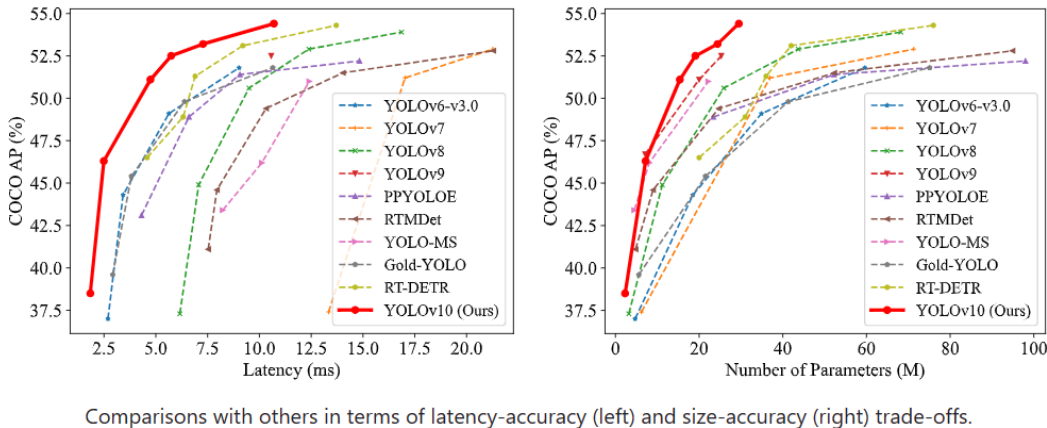 55.0
52.5
50.0
47.5
45.0
42.5
40.0
37.5
COCO AP (%)
YOLOv6-v3.0
YOLOv7
YOLOv8
YOLOv9
PPYOLOE
RTMDet
YOLO-MS
Gold-YOLO
RT-DETR
YOLOv10 (Ours)
2.5 5.0 7.5 10.0 12.5 15.0 17.5 20.0
Latency (ms)
55.0
52.5
50.0
47.5
45.0
42.5
40.0
37.5
COCO AP (%)
YOLOv6-v3.0
YOLOv7
YOLOv8
YOLOv9
PPYOLOE
RTMDet
YOLO-MS
Gold-YOLO
RT-DETR
YOLOv10 (Ours)
0 20 40 60 80 100
Number of Parameters (M)
Comparisons with others in terms of latency-accuracy (left) and size-accuracy (right) trade-offs.